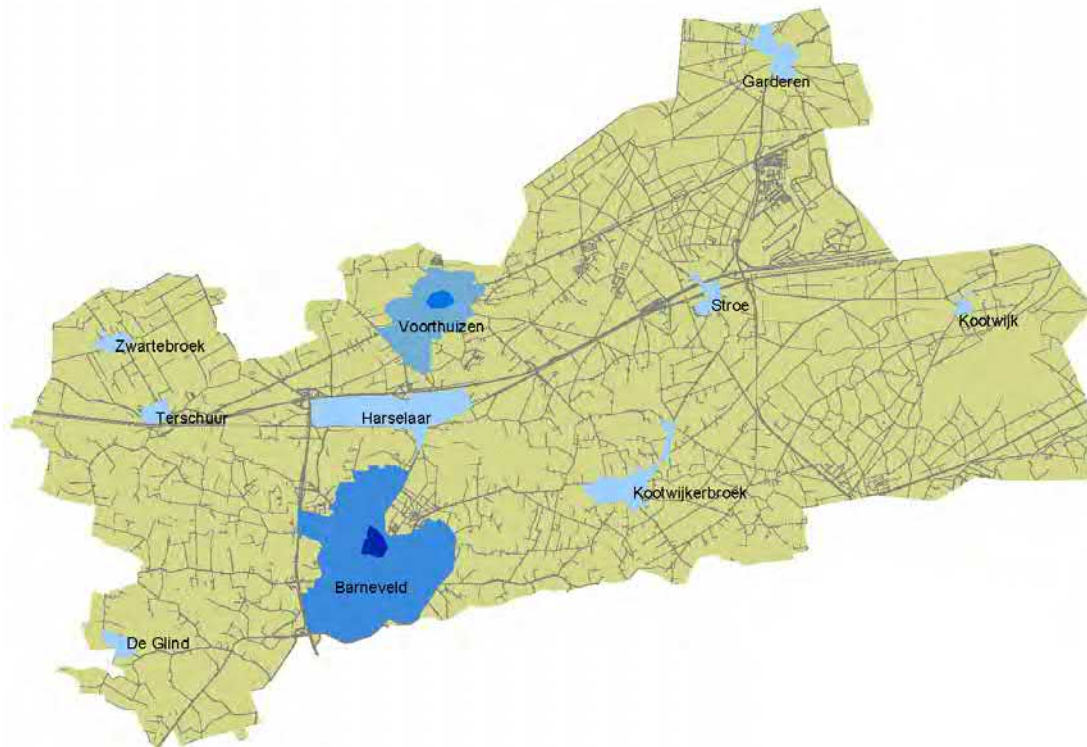 Garderen
Stroe
Kootwijk
Voorthuizen
Zwartebroek
Terschuur
Harselaar
Kootwijkerbroek
Barneveld
De Glind